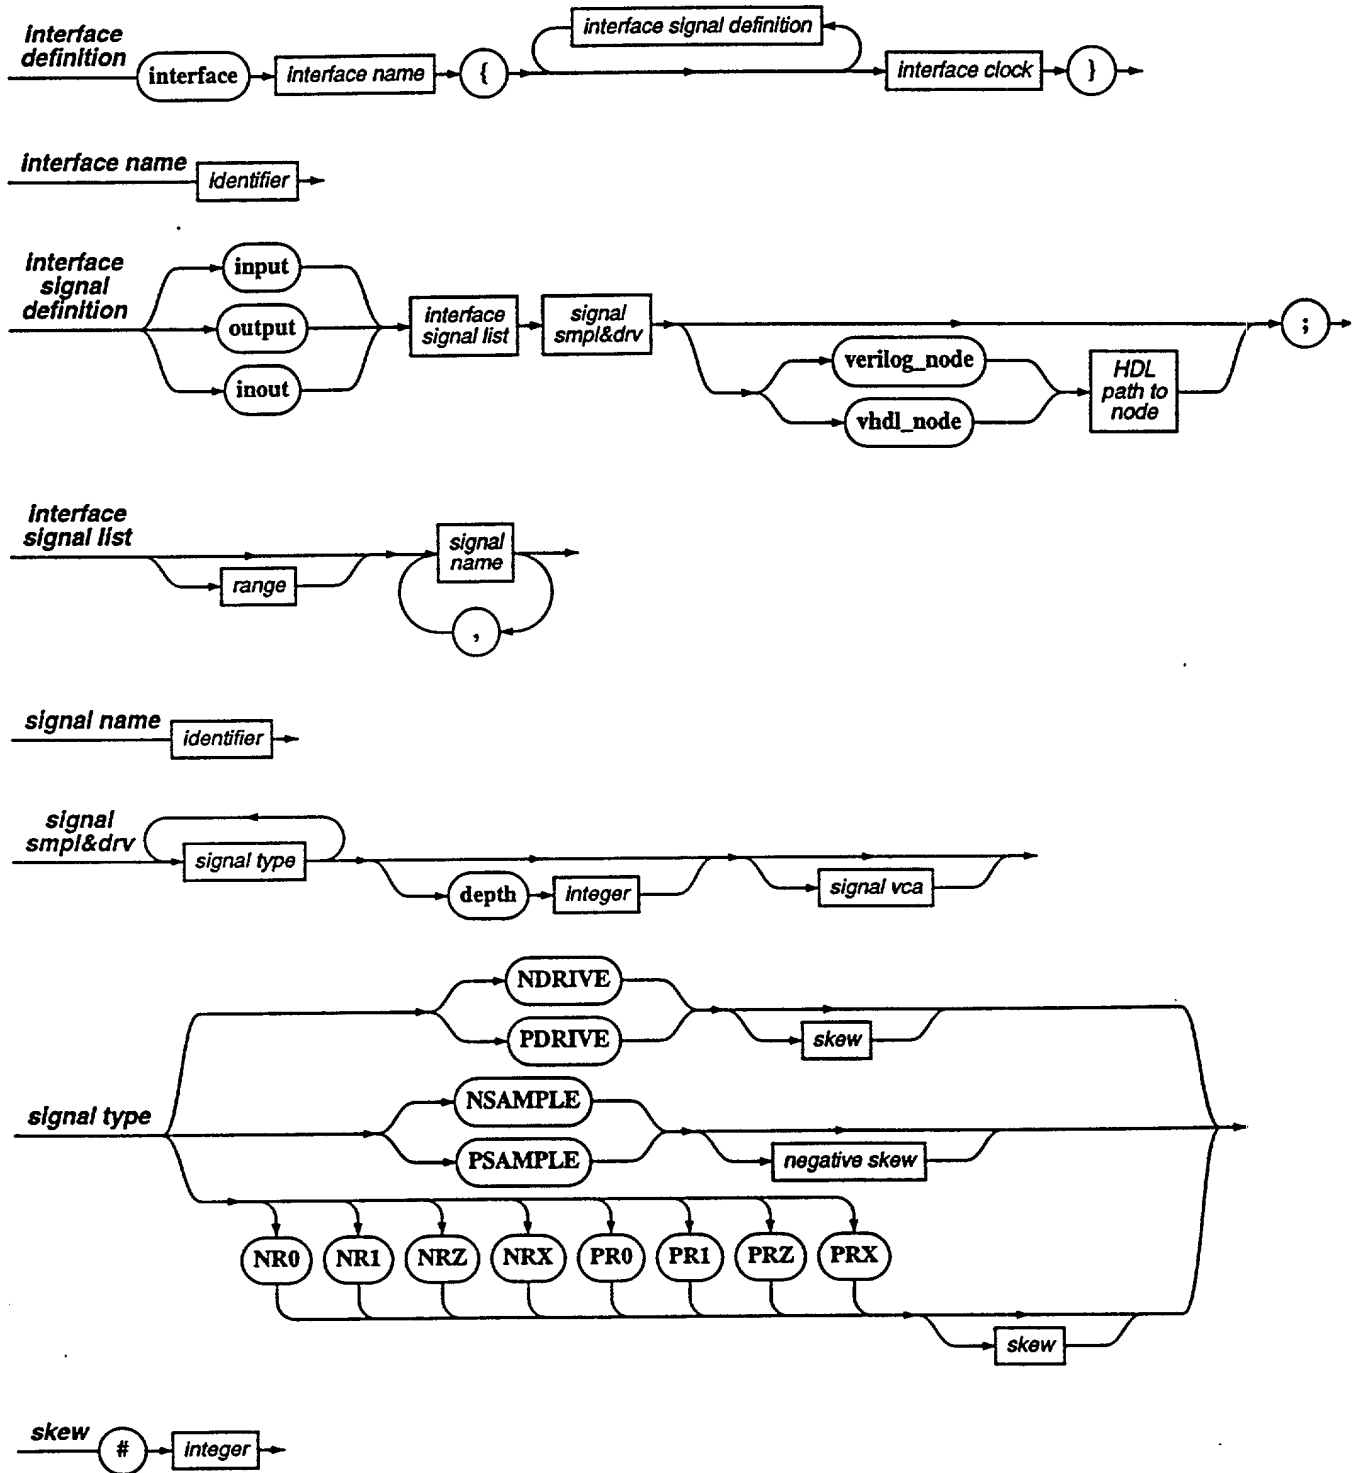 interface
definition
interface
interface name
{
interface signal definition
interface clock
}
interface name
identifier
interface
signal
definition
input
output
inout
interface
signal list
signal
smpl&drv
verilog_node
vhdl_node
HDL
path to
node
;
interface
signal list
range
signal
name
,
signal name
identifier
signal
smpl&drv
signal type
depth
integer
signal vca
signal type
NDRIVE
PDRIVE
skew
NSAMPLE
PSAMPLE
negative skew
NR0 NR1 NRZ NRX PR0 PR1 PRZ PRX
skew
skew
#
integer